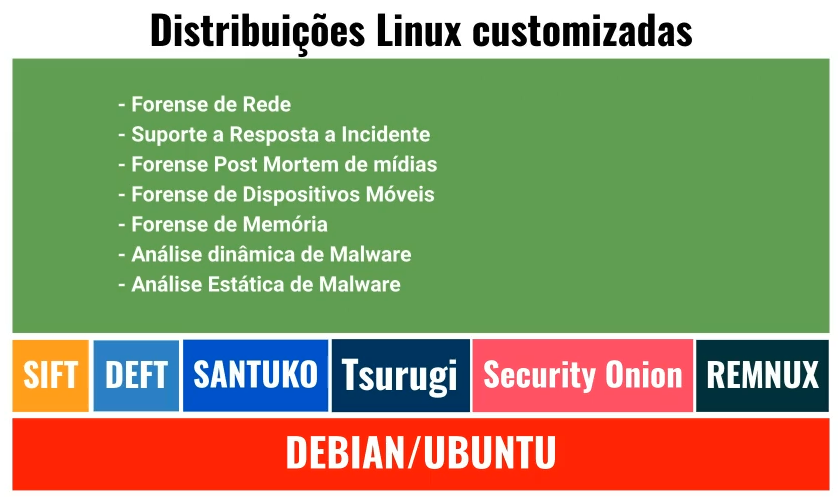 Distribuições Linux customizadas
- Forense de Rede
- Suporte a Resposta a Incidente
- Forense Post Mortem de mídias
- Forense de Dispositivos Móveis
- Forense de Memória
- Análise dinâmica de Malware
- Análise Estática de Malware
SIFT DEFT SANTUKO Tsurugi Security Onion REMNUX
DEBIAN/UBUNTU